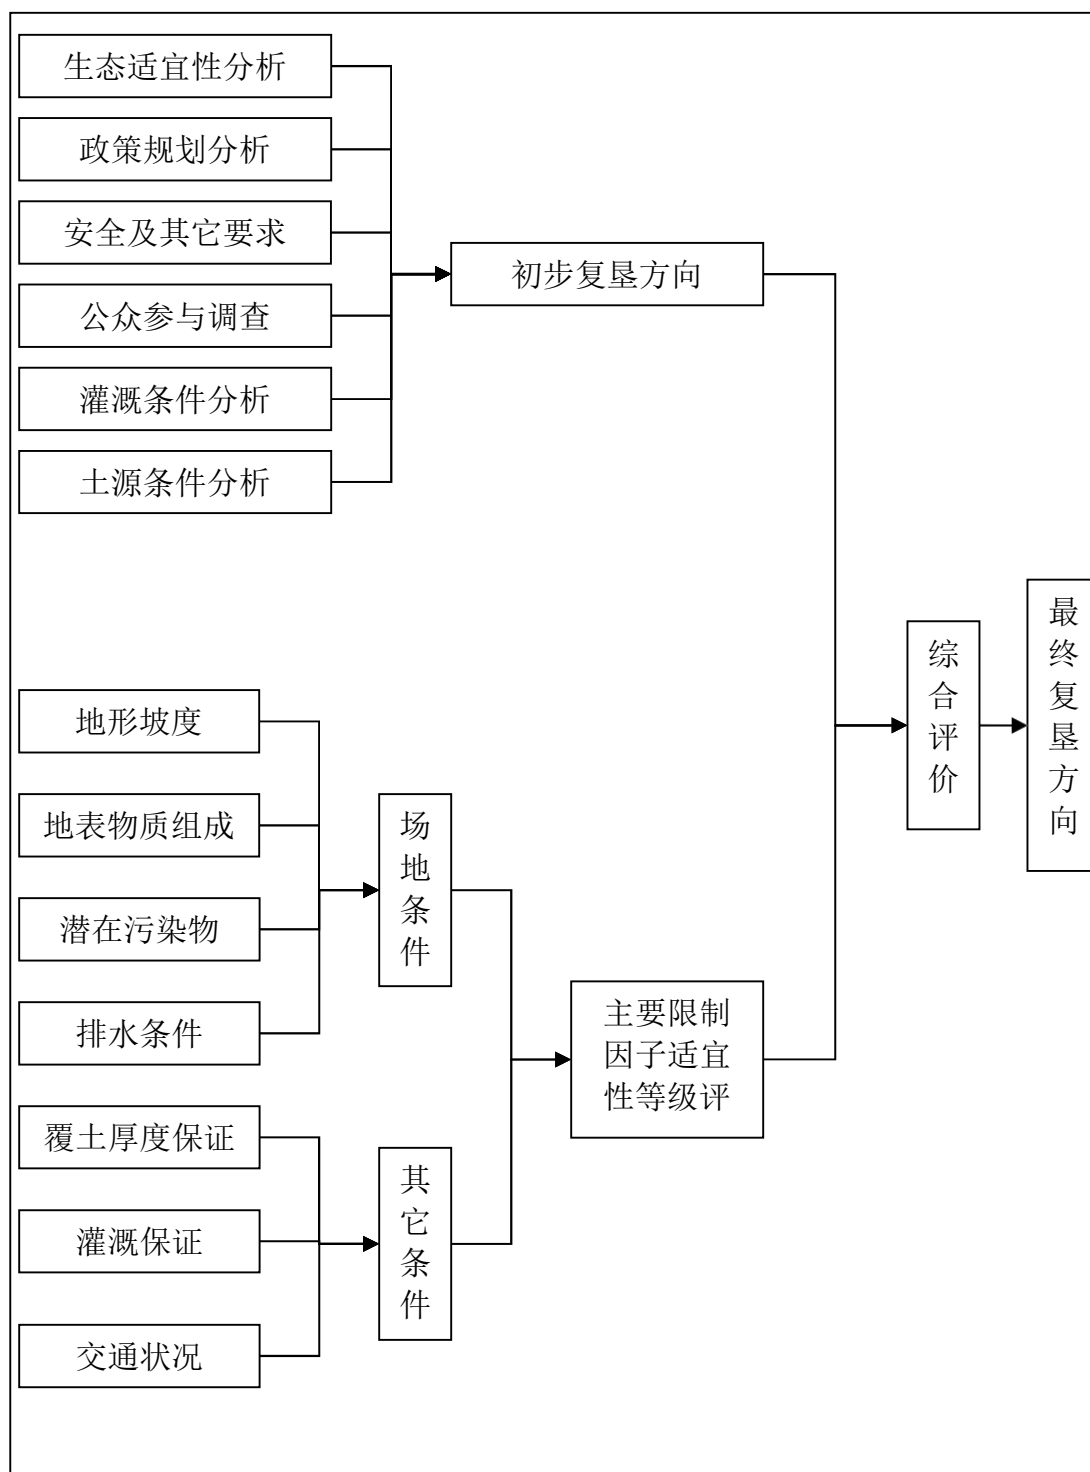 生态适宜性分析
政策规划分析
安全及其它要求
公众参与调查
灌溉条件分析
土源条件分析
初步复垦方向
地形坡度
地表物质组成
潜在污染物
排水条件
覆土厚度保证
灌溉保证
交通状况
场地条件
其它条件
主要限制
因子适宜
性等级评
综合评价
最终复垦方向